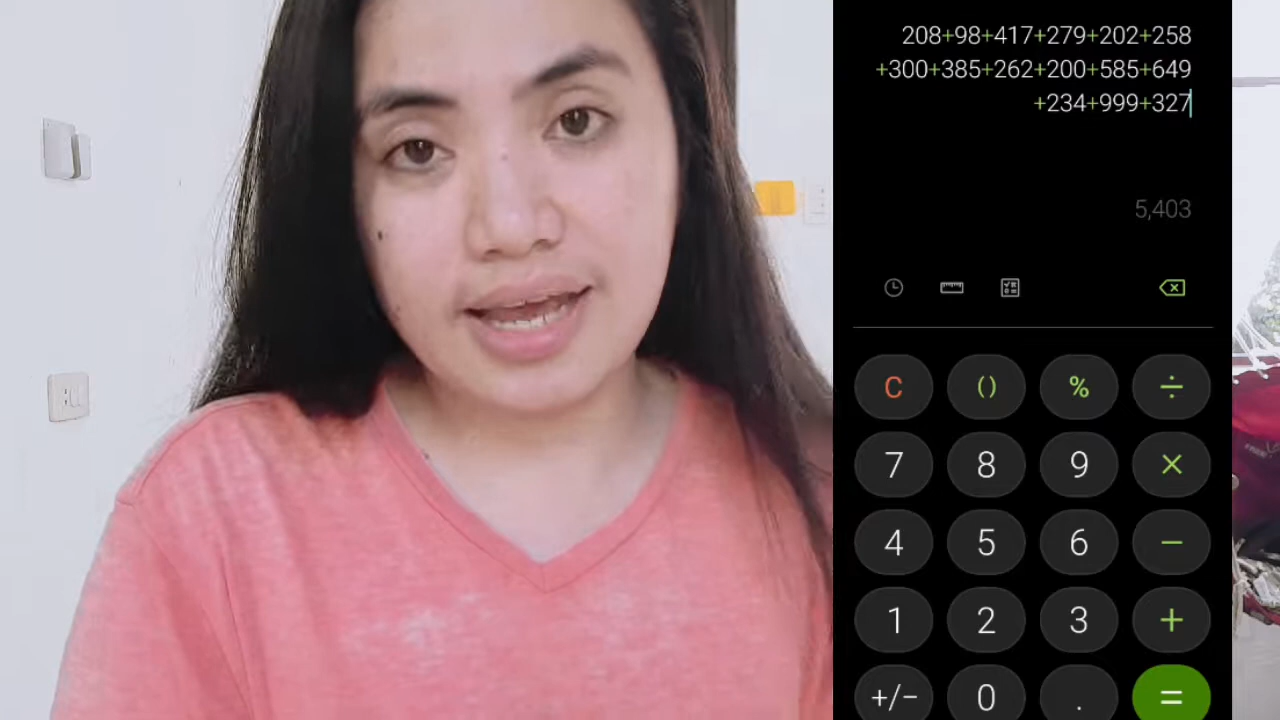 208+98+417+279+202+258
+300+385+262+200+585+649
+234+999+327
5,403
C () % ÷
7 8 9 ×
4 5 6 −
1 2 3 +
+/− 0 . =